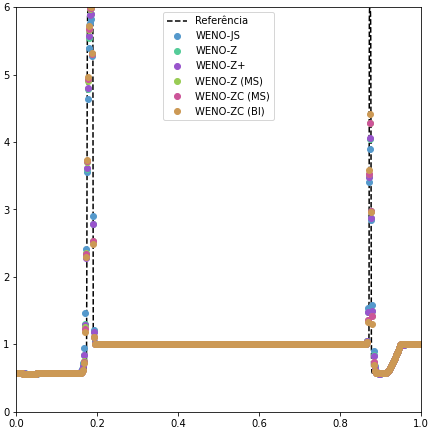 6
5
4
3
2
1
0
0.0 0.2 0.4 0.6 0.8 1.0
Referência
WENO-JS
WENO-Z
WENO-Z+
WENO-Z (MS)
WENO-ZC (MS)
WENO-ZC (BI)